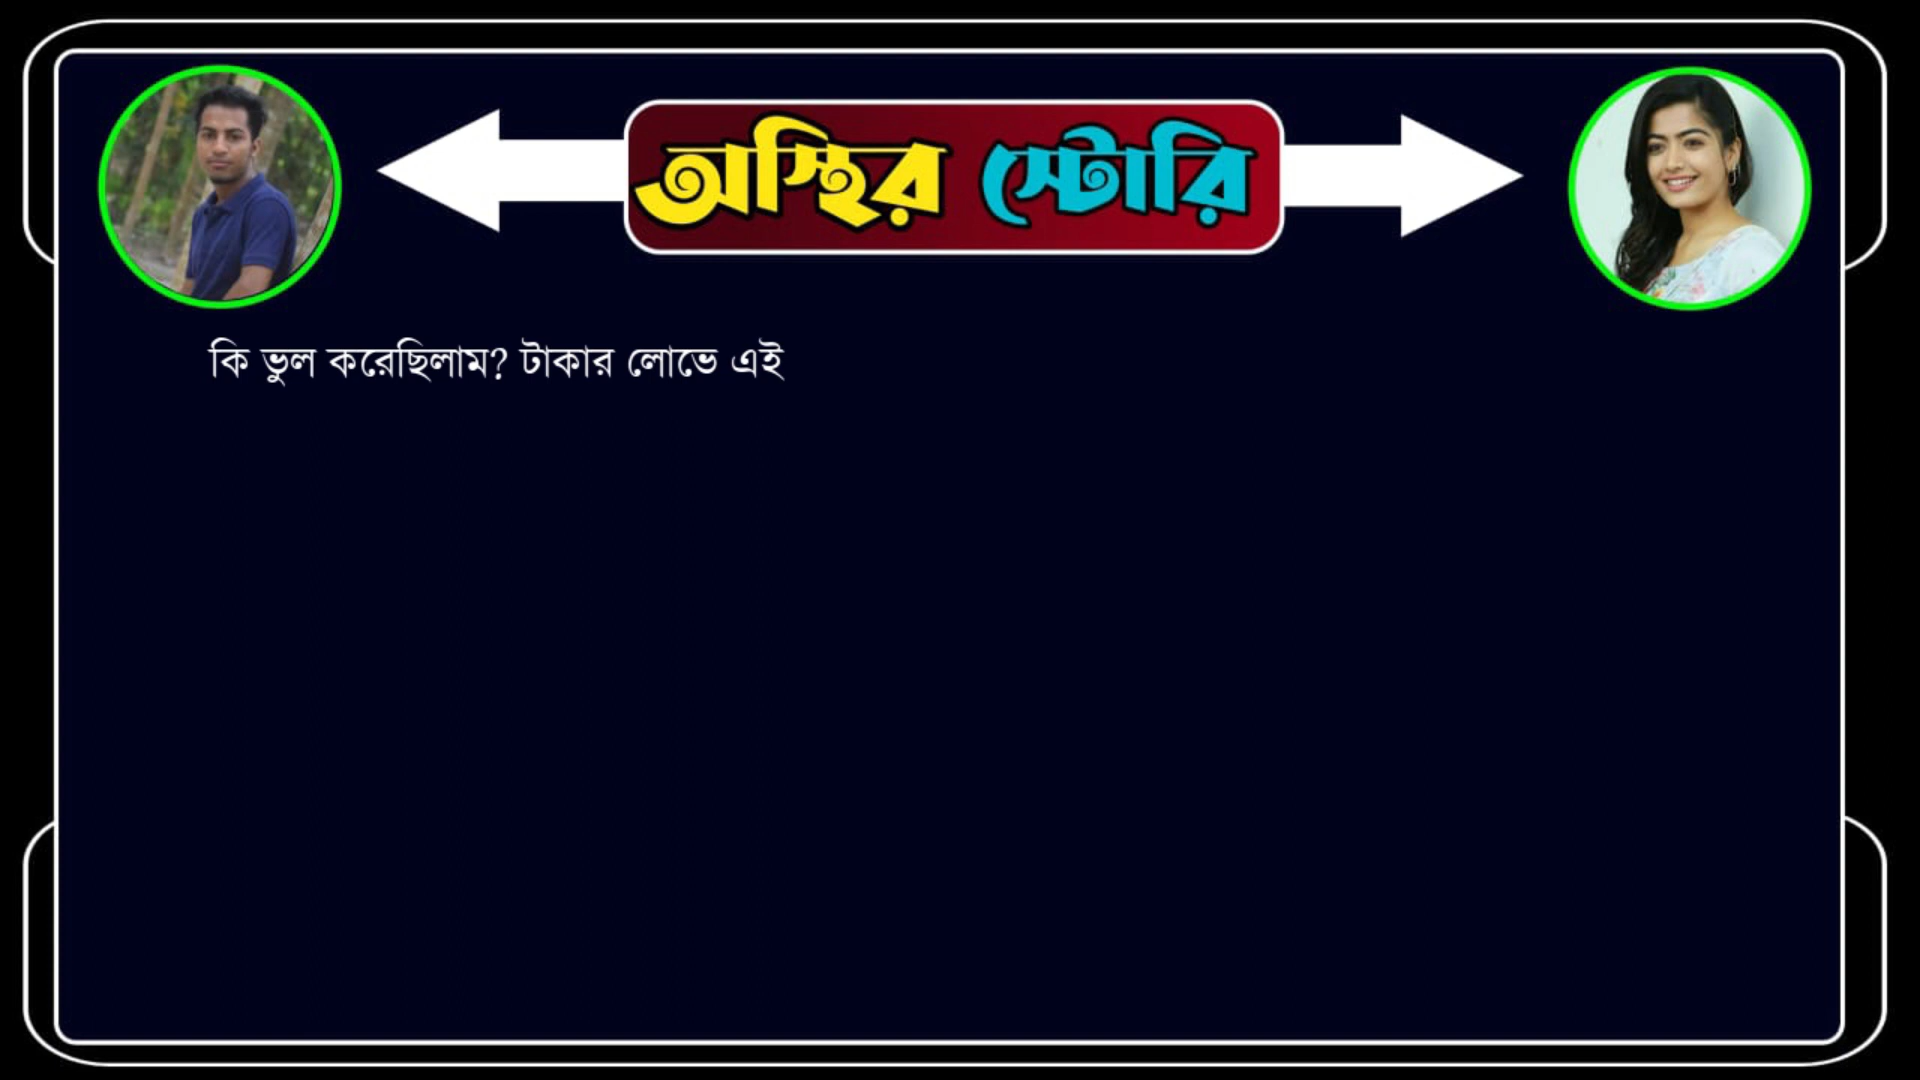 অস্থির স্টোরি
কি ভুল করেছিলাম? টাকার লোভে এই